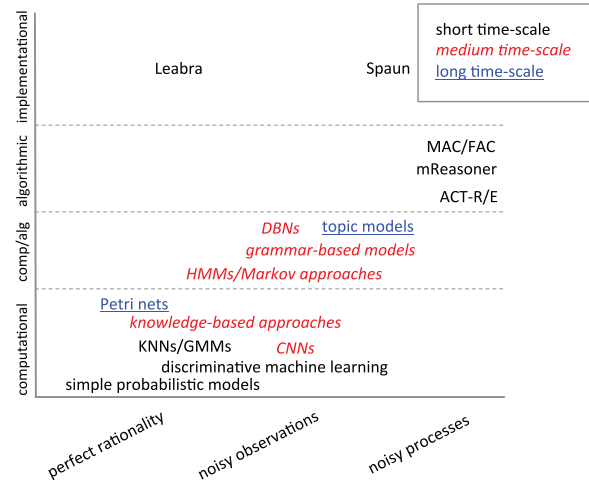 implementational
algorithmic
comp/alg
computational
short time-scale
medium time-scale
long time-scale
Leabra
Spaun
MAC/FAC
mReasoner
ACT-R/E
DBNs
topic models
grammar-based models
HMMs/Markov approaches
Petri nets
knowledge-based approaches
KNNs/GMMs
CNNs
discriminative machine learning
simple probabilistic models
perfect rationality
noisy observations
noisy processes